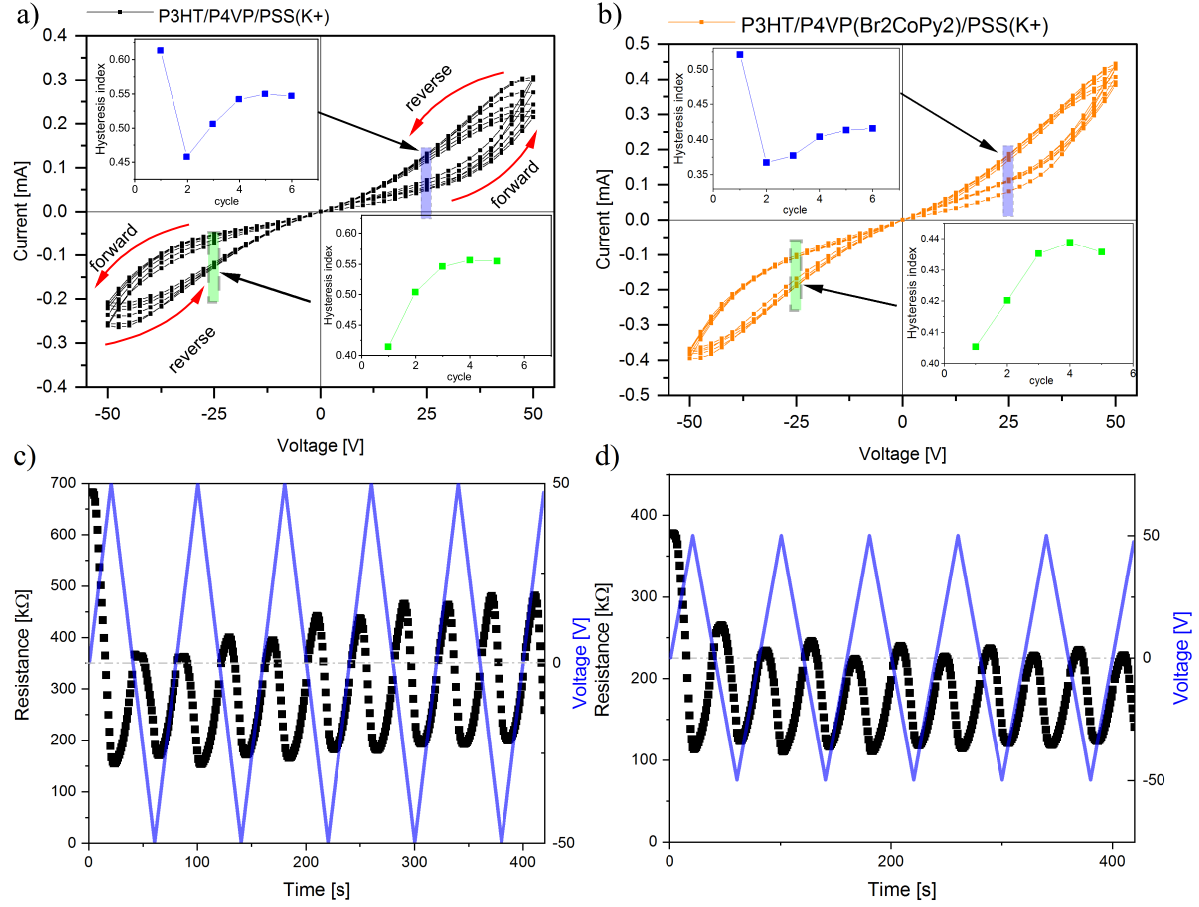 a)
P3HT/P4VP/PSS(K+)
Current [mA]
0.4
0.3
0.2
0.1
0.0
-0.1
-0.2
-0.3
-0.4
Hysteresis index
0.60
0.55
0.50
0.45
0 2 4 6
cycle
reverse
forward
forward
reverse
Hysteresis index
0.60
0.55
0.50
0.45
0.40
0 2 4 6
cycle
-50 -25 0 25 50
Voltage [V]
b)
P3HT/P4VP(Br2CoPy2)/PSS(K+)
Current [mA]
0.5
0.4
0.3
0.2
0.1
0.0
-0.1
-0.2
-0.3
-0.4
-0.5
Hysteresis index
0.50
0.45
0.40
0.35
0 2 4 6
cycle
Hysteresis index
0.44
0.43
0.42
0.41
0.40
0 2 4 6
cycle
-50 -25 0 25 50
Voltage [V]
c)
Resistance [kΩ]
700
600
500
400
300
200
100
0
50
0
-50
Voltage [V]
0 100 200 300 400
Time [s]
d)
Resistance [kΩ]
400
350
300
250
200
150
100
50
0
50
0
-50
Voltage [V]
0 200 400
Time [s]